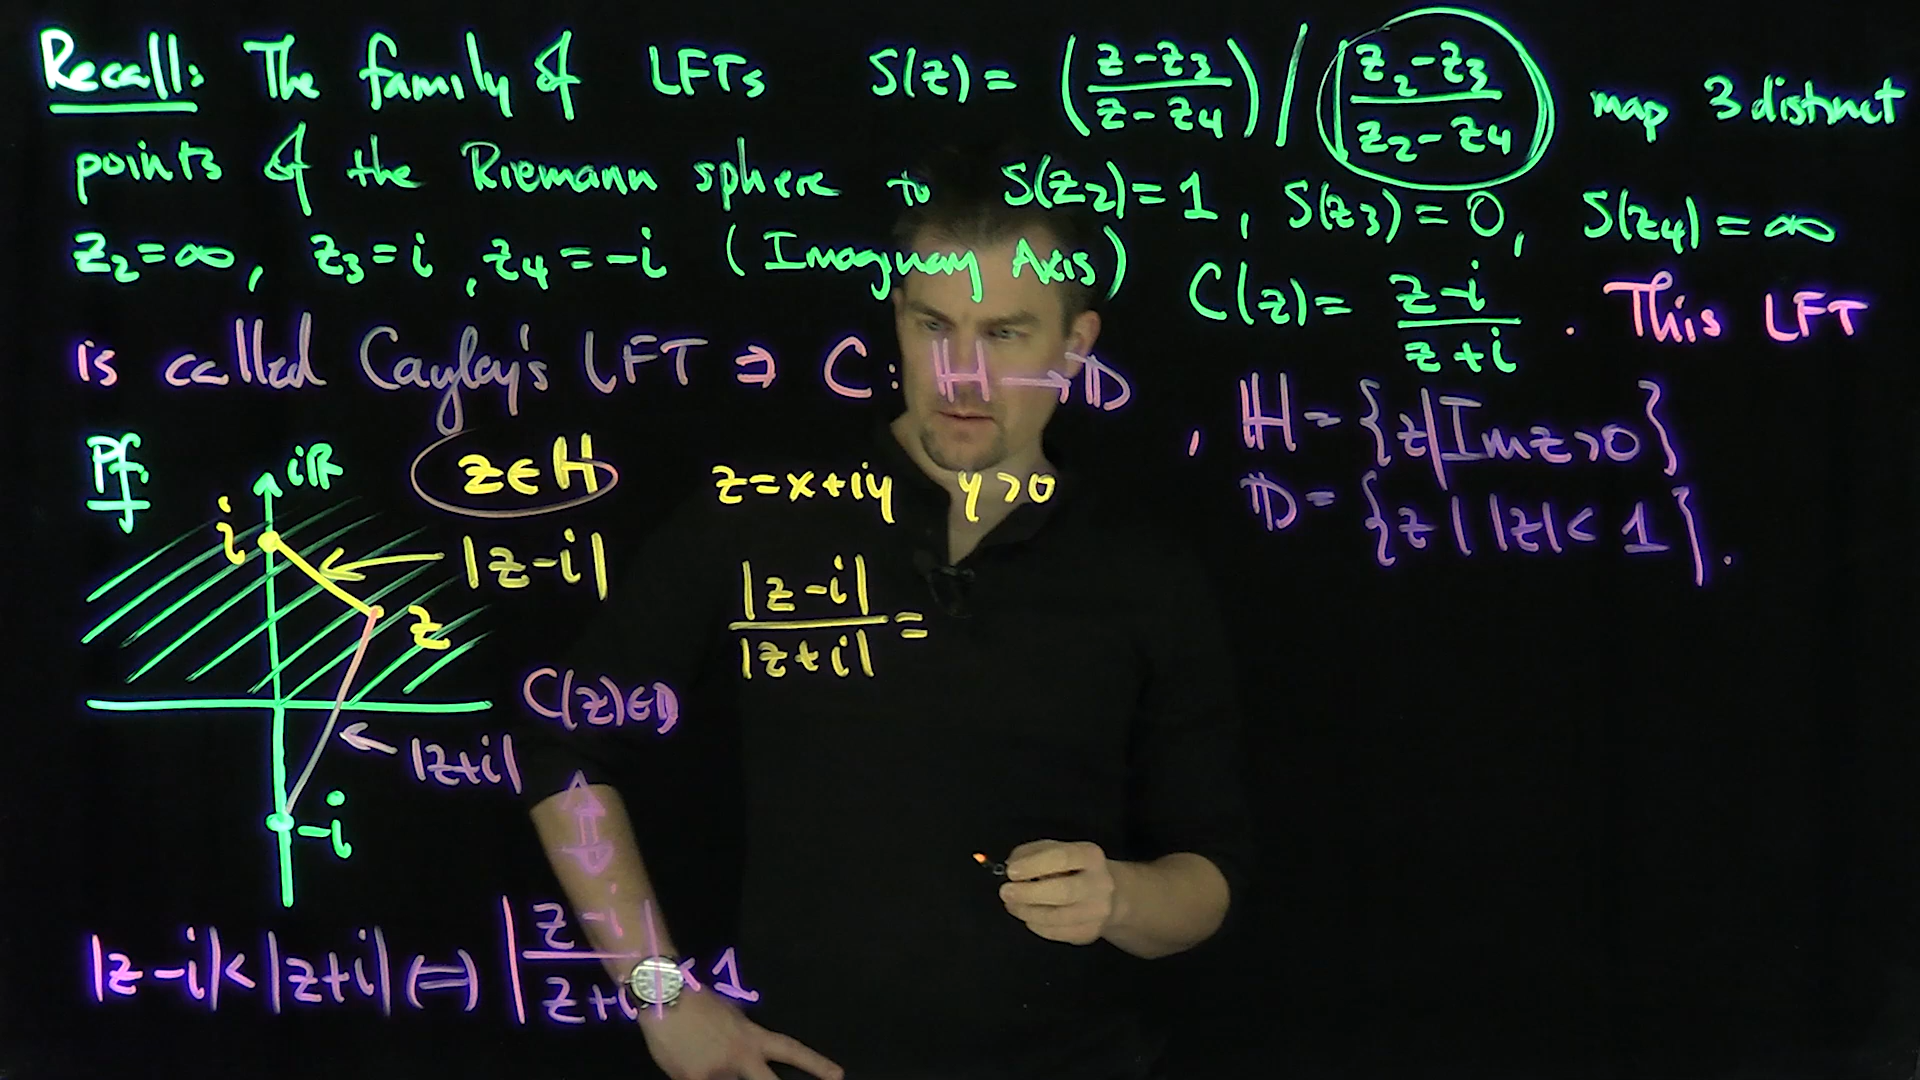 Recall: The family of LFTs S(z) = (z-z₃ / z-z₄) / (z₂-z₃ / z₂-z₄) map 3 distinct
points of the Riemann sphere to S(z₂)=1, S(z₃)=0, S(z₄)=∞
z₂=∞, z₃=i, z₄=-i (Imaginary Axis) C(z)= z-i / z+i. This LFT
is called Cayley's LFT ⇒ C: ℍ → 𝔻
, ℍ = {z | Im z > 0}
𝔻 = {z | |z| < 1}.
Pf: iℝ z ∈ ℍ z = x+iy y>0
i |z-i|
|z-i| / |z+i| =
z
C(z) ∈ 𝔻
|z+i|
⇕
-i
|z-i| < |z+i| ⇔ |z-i / z+i| < 1